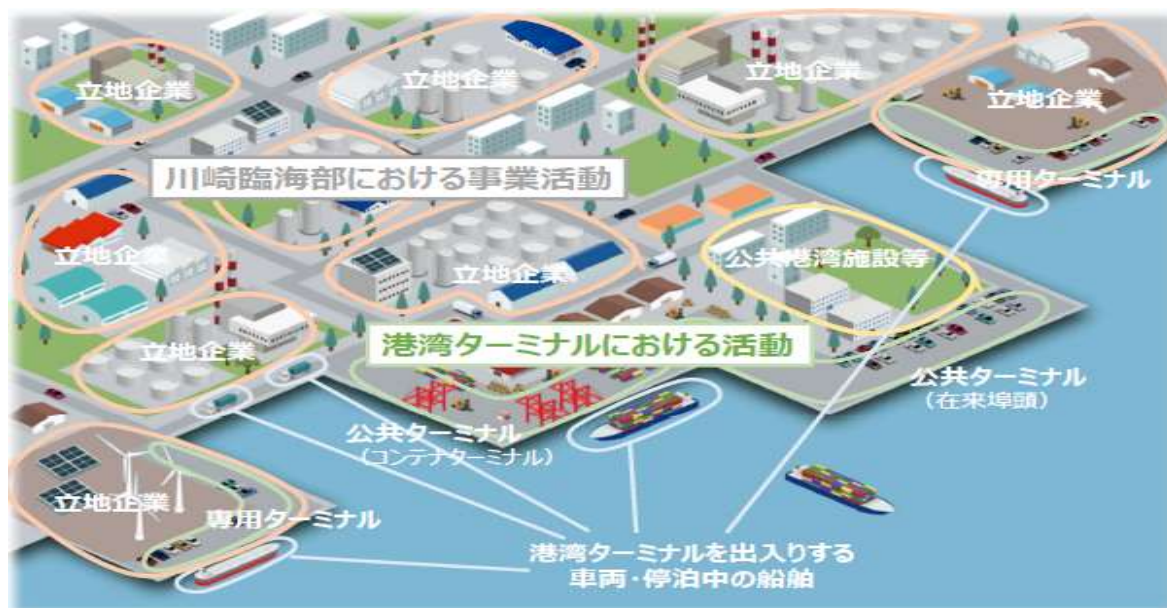 立地企業
立地企業
立地企業
立地企業
川崎臨海部における事業活動
専用ターミナル
立地企業
立地企業
公共港湾施設等
港湾ターミナルにおける活動
立地企業
公共ターミナル
(在来埠頭)
公共ターミナル
(コンテナターミナル)
立地企業
専用ターミナル
港湾ターミナルを出入りする
車両・停泊中の船舶